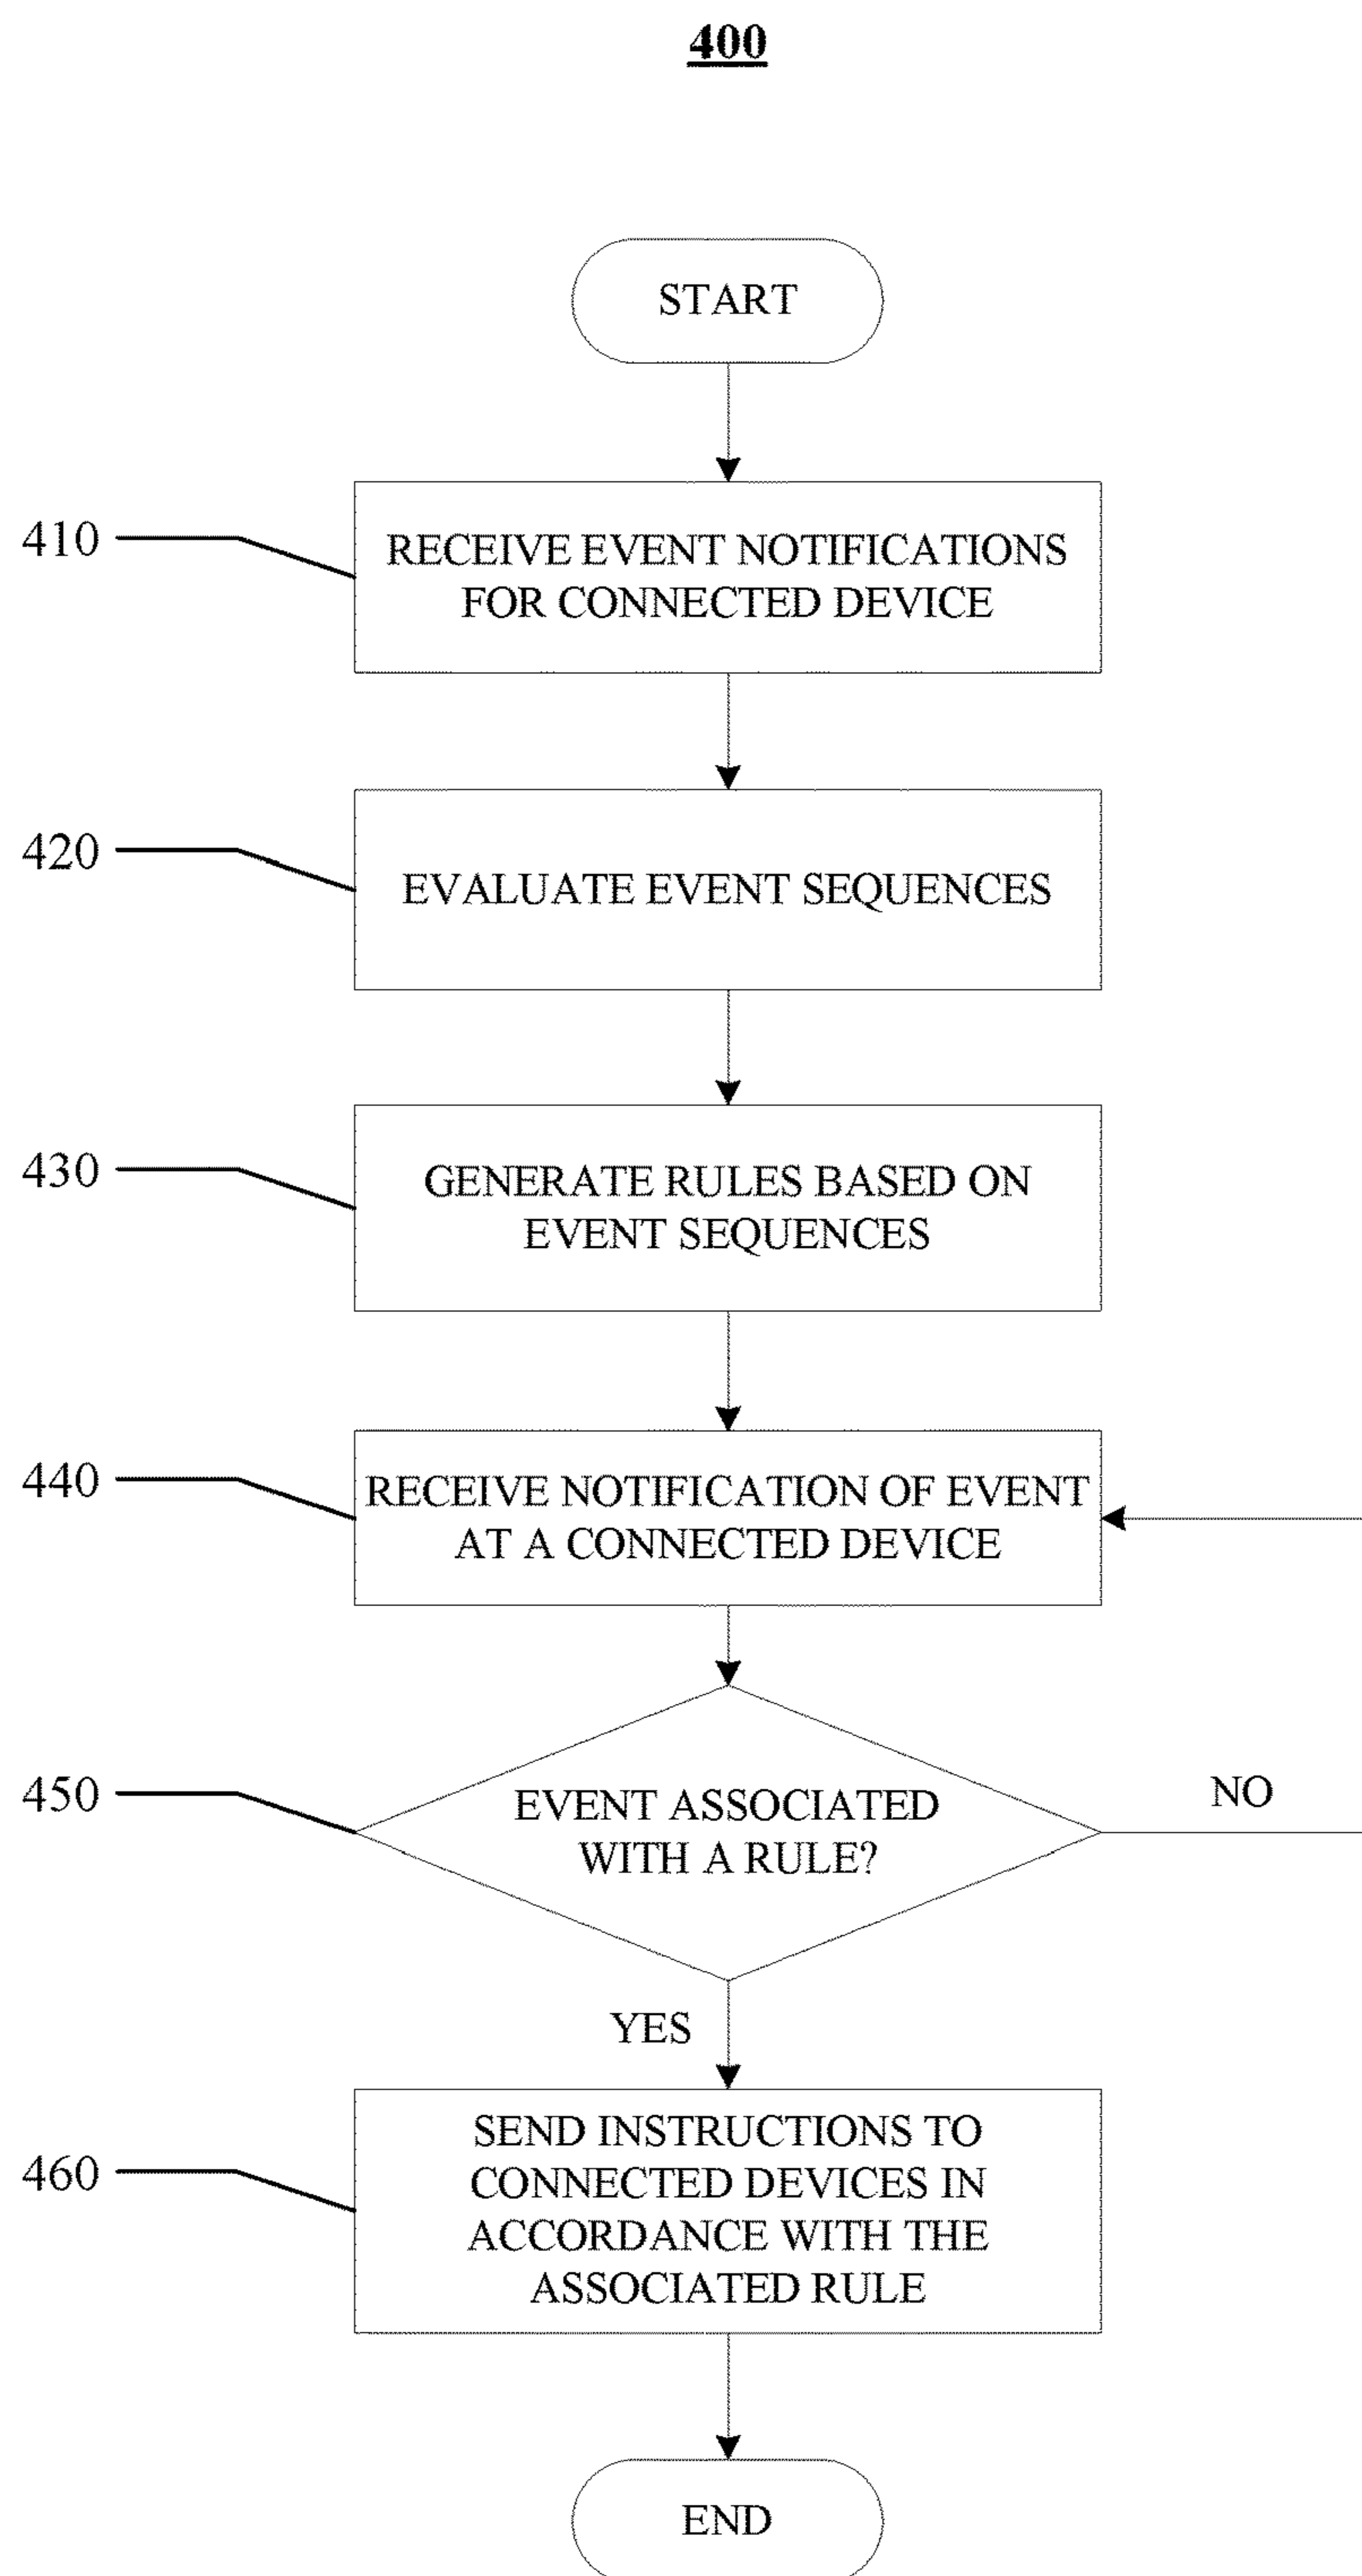 400
START
410
RECEIVE EVENT NOTIFICATIONS
FOR CONNECTED DEVICE
420
EVALUATE EVENT SEQUENCES
430
GENERATE RULES BASED ON
EVENT SEQUENCES
440
RECEIVE NOTIFICATION OF EVENT
AT A CONNECTED DEVICE
450
EVENT ASSOCIATED
WITH A RULE?
NO
YES
460
SEND INSTRUCTIONS TO
CONNECTED DEVICES IN
ACCORDANCE WITH THE
ASSOCIATED RULE
END